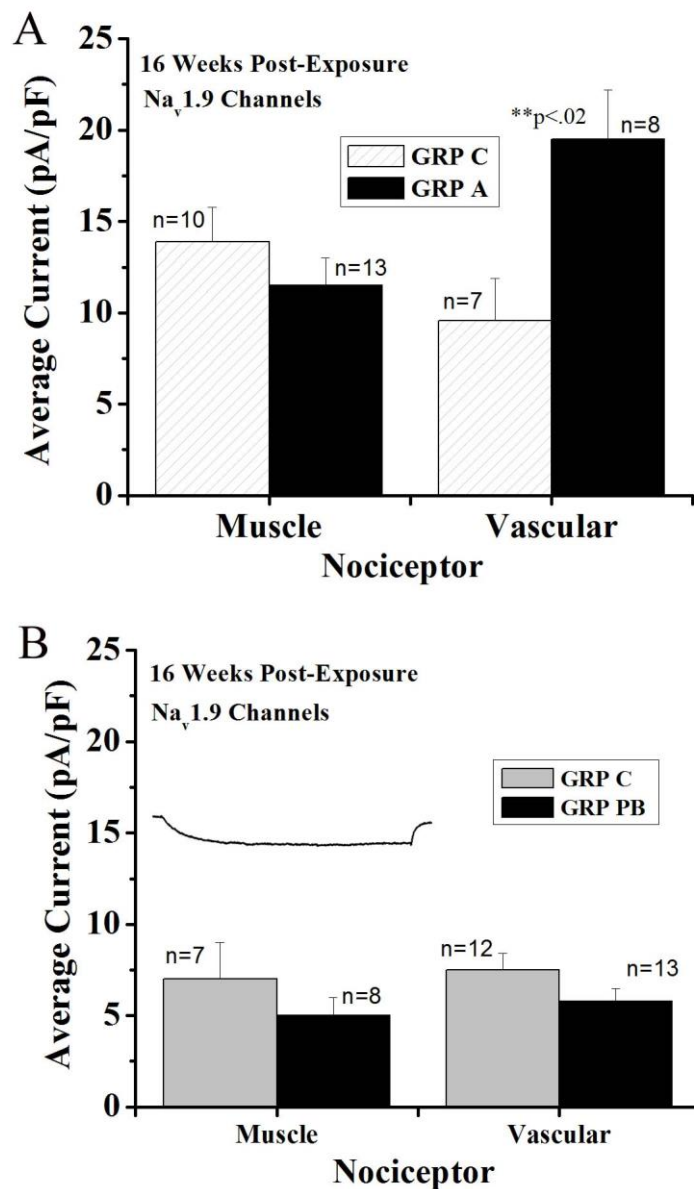 A
16 Weeks Post-Exposure
Nav1.9 Channels
GRP C
GRP A
**p<.02
n=8
n=10
n=13
n=7
25
20
15
10
5
0
Average Current (pA/pF)
Muscle
Vascular
Nociceptor
B
16 Weeks Post-Exposure
Nav1.9 Channels
GRP C
GRP PB
n=7
n=8
n=12
n=13
25
20
15
10
5
0
Average Current (pA/pF)
Muscle
Vascular
Nociceptor